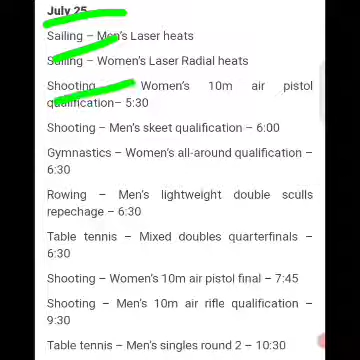 July 25
Sailing – Men's Laser heats
Sailing – Women's Laser Radial heats
Shooting – Women's 10m air pistol
qualification– 5:30
Shooting – Men's skeet qualification – 6:00
Gymnastics – Women's all-around qualification –
6:30
Rowing – Men's lightweight double sculls
repechage – 6:30
Table tennis – Mixed doubles quarterfinals –
6:30
Shooting – Women's 10m air pistol final – 7:45
Shooting – Men's 10m air rifle qualification –
9:30
Table tennis – Men's singles round 2 – 10:30